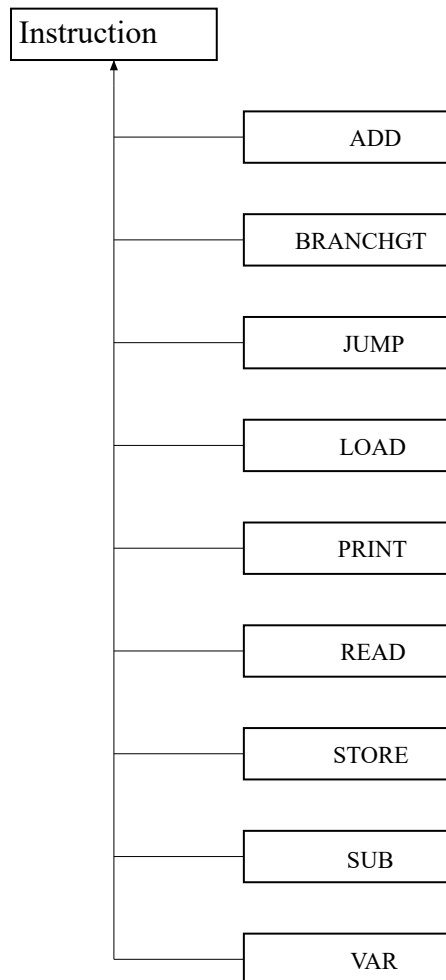 Instruction
ADD
BRANCHGT
JUMP
LOAD
PRINT
READ
STORE
SUB
VAR